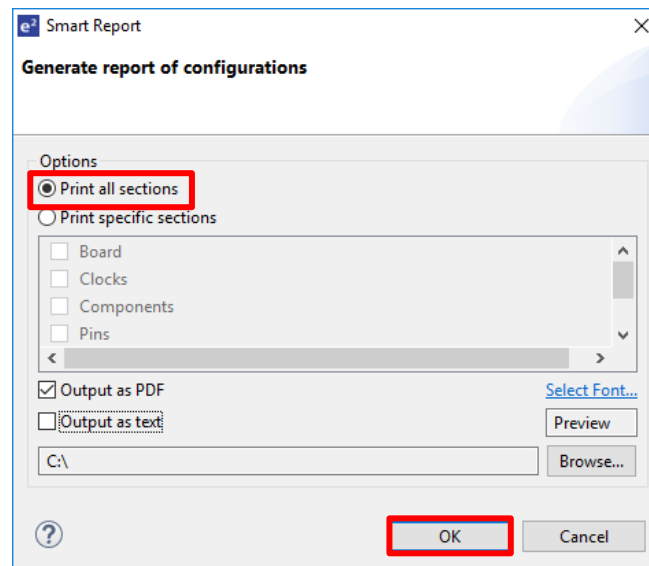 e² Smart Report
Generate report of configurations
Options
Print all sections
Print specific sections
Board
Clocks
Components
Pins
Output as PDF
Select Font...
Output as text
Preview
C:\
Browse...
?
OK
Cancel